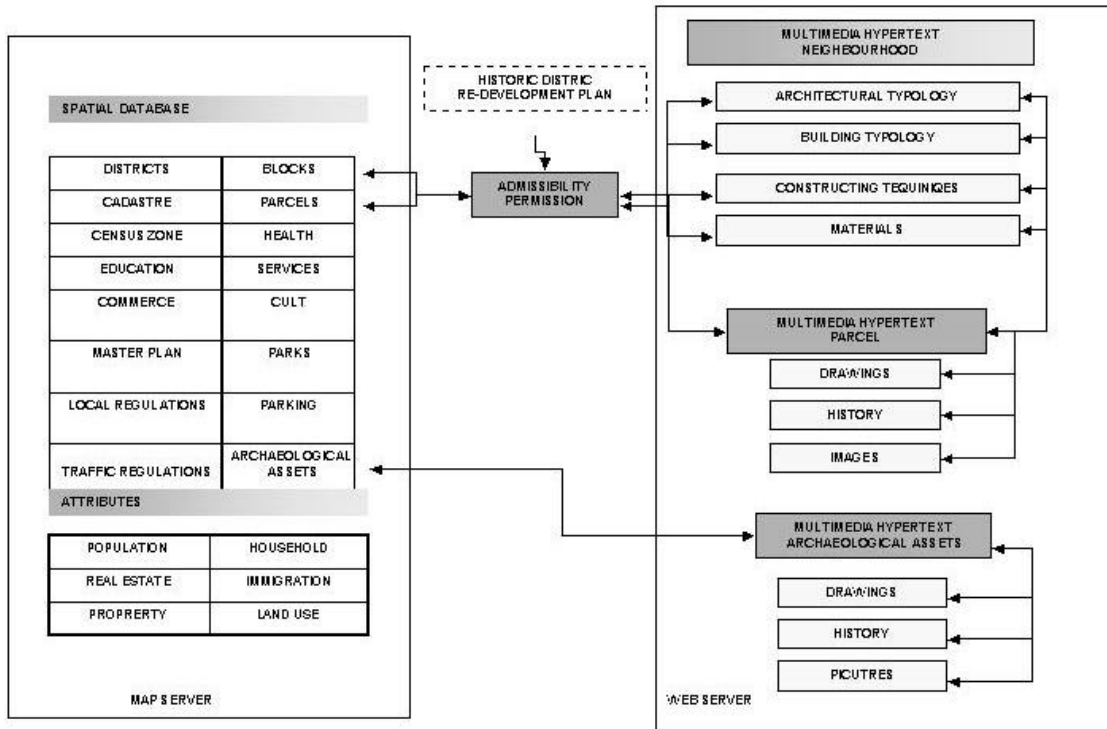 SPATIAL DATABASE
DISTRICTS
BLOCKS
CADASTRE
PARCELS
CENSUS ZONE
HEALTH
EDUCATION
SERVICES
COMMERCE
CULT
MASTER PLAN
PARKS
LOCAL REGULATIONS
PARKING
TRAFFIC REGULATIONS
ARCHAEOLOGICAL
ASSETS
ATTRIBUTES
POPULATION
HOUSEHOLD
REAL ESTATE
IMMIGRATION
PROPRERTY
LAND USE
MAP SERVER
HISTORIC DISTRIC
RE-DEVELOPMENT PLAN
ADMISSIBILITY
PERMISSION
MULTIMEDIA HYPERTEXT
NEIGHBOURHOOD
ARCHITECTURAL TYPOLOGY
BUILDING TYPOLOGY
CONSTRUCTING TEQUINIQES
MATERIALS
MULTIMEDIA HYPERTEXT
PARCEL
DRAWINGS
HISTORY
IMAGES
MULTIMEDIA HYPERTEXT
ARCHAEOLOGICAL ASSETS
DRAWINGS
HISTORY
PICUTRES
WEB SERVER